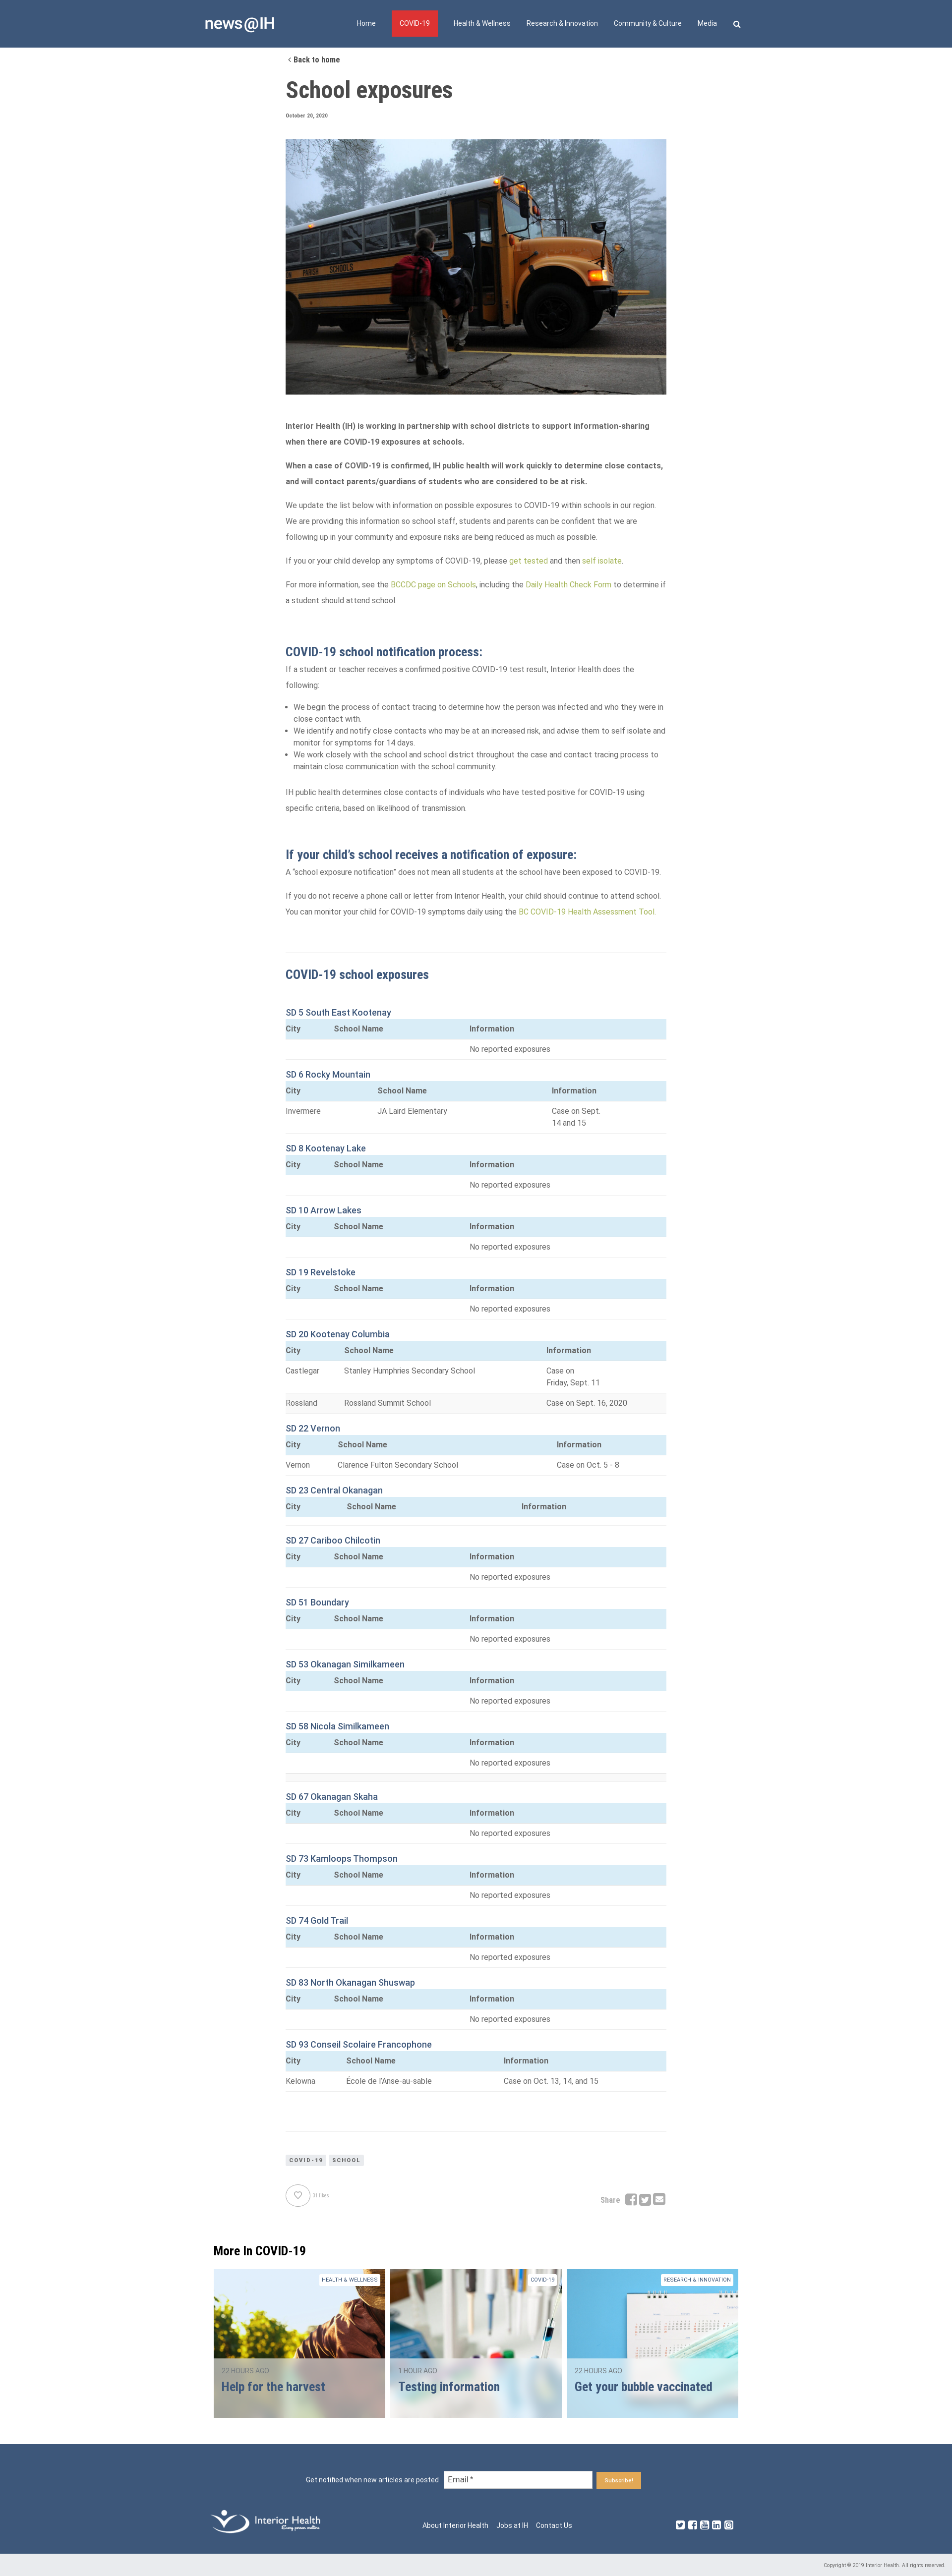 news@IH
Home
COVID-19
Health & Wellness
Research & Innovation
Community & Culture
Media
Back to home
School exposures
October 20, 2020
PARISH SCHOOLS
Interior Health (IH) is working in partnership with school districts to support information-sharing
when there are COVID-19 exposures at schools.
When a case of COVID-19 is confirmed, IH public health will work quickly to determine close contacts,
and will contact parents/guardians of students who are considered to be at risk.
We update the list below with information on possible exposures to COVID-19 within schools in our region.
We are providing this information so school staff, students and parents can be confident that we are
following up in your community and exposure risks are being reduced as much as possible.
If you or your child develop any symptoms of COVID-19, please get tested and then self isolate.
For more information, see the BCCDC page on Schools, including the Daily Health Check Form to determine if
a student should attend school.
COVID-19 school notification process:
If a student or teacher receives a confirmed positive COVID-19 test result, Interior Health does the
following:
• We begin the process of contact tracing to determine how the person was infected and who they were in
close contact with.
• We identify and notify close contacts who may be at an increased risk, and advise them to self isolate and
monitor for symptoms for 14 days.
• We work closely with the school and school district throughout the case and contact tracing process to
maintain close communication with the school community.
IH public health determines close contacts of individuals who have tested positive for COVID-19 using
specific criteria, based on likelihood of transmission.
If your child's school receives a notification of exposure:
A "school exposure notification" does not mean all students at the school have been exposed to COVID-19.
If you do not receive a phone call or letter from Interior Health, your child should continue to attend school.
You can monitor your child for COVID-19 symptoms daily using the BC COVID-19 Health Assessment Tool.
COVID-19 school exposures
SD 5 South East Kootenay
City School Name Information
No reported exposures
SD 6 Rocky Mountain
City School Name Information
Invermere JA Laird Elementary Case on Sept.
14 and 15
SD 8 Kootenay Lake
City School Name Information
No reported exposures
SD 10 Arrow Lakes
City School Name Information
No reported exposures
SD 19 Revelstoke
City School Name Information
No reported exposures
SD 20 Kootenay Columbia
City School Name Information
Castlegar Stanley Humphries Secondary School Case on
Friday, Sept. 11
Rossland Rossland Summit School Case on Sept. 16, 2020
SD 22 Vernon
City School Name Information
Vernon Clarence Fulton Secondary School Case on Oct. 5 - 8
SD 23 Central Okanagan
City School Name Information
SD 27 Cariboo Chilcotin
City School Name Information
No reported exposures
SD 51 Boundary
City School Name Information
No reported exposures
SD 53 Okanagan Similkameen
City School Name Information
No reported exposures
SD 58 Nicola Similkameen
City School Name Information
No reported exposures
SD 67 Okanagan Skaha
City School Name Information
No reported exposures
SD 73 Kamloops Thompson
City School Name Information
No reported exposures
SD 74 Gold Trail
City School Name Information
No reported exposures
SD 83 North Okanagan Shuswap
City School Name Information
No reported exposures
SD 93 Conseil Scolaire Francophone
City School Name Information
Kelowna École de l'Anse-au-sable Case on Oct. 13, 14, and 15
COVID-19 SCHOOL
31 likes
Share
More In COVID-19
HEALTH & WELLNESS
22 HOURS AGO
Help for the harvest
COVID-19
1 HOUR AGO
Testing information
RESEARCH & INNOVATION
22 HOURS AGO
Get your bubble vaccinated
Get notified when new articles are posted
Email *
Subscribe!
Interior Health
Every person matters
About Interior Health
Jobs at IH
Contact Us
Copyright © 2019 Interior Health. All rights reserved.